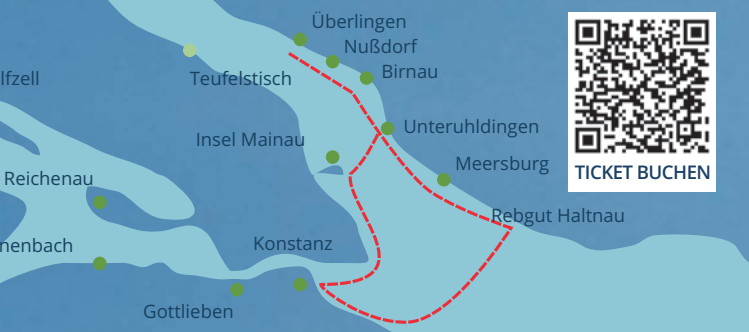 Überlingen
Nußdorf
Birnau
lfzell
Teufelstisch
Unteruhldingen
Insel Mainau
Meersburg
TICKET BUCHEN
Reichenau
Rebgut Haltnau
nenbach
Konstanz
Gottlieben